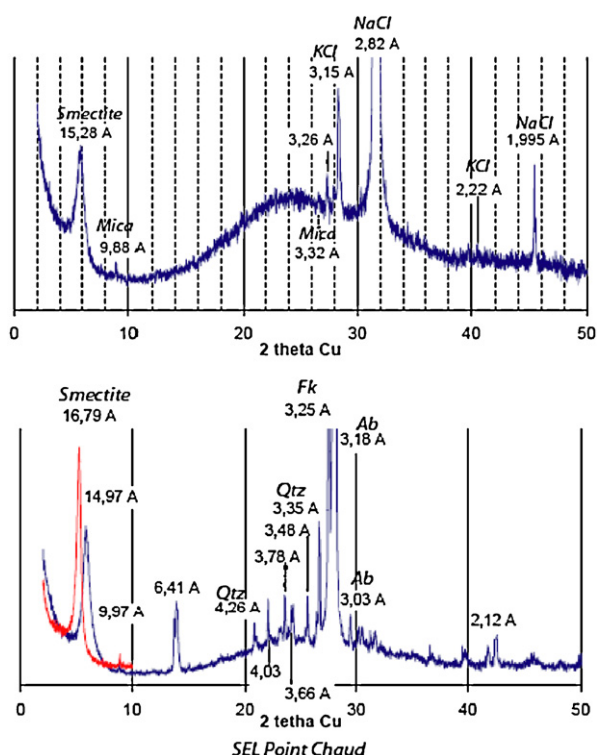 NaCl
2,82 A
KCl
3,15 A
Smectite
15,28 A
3,26 A
NaCl
1,995 A
KCl
2,22 A
Mica
9,88 A
Mica
3,32 A
0 10 20 30 40 50
2 theta Cu
Smectite
16,79 A
Fk
3,25 A
Ab
3,18 A
14,97 A
Qtz
3,35 A
3,48 A
3,78 A
6,41 A
Qtz
4,26 A
Ab
3,03 A
9,97 A
2,12 A
4,03
3,66 A
0 10 20 30 40 50
2 tetha Cu
SEL Point Chaud